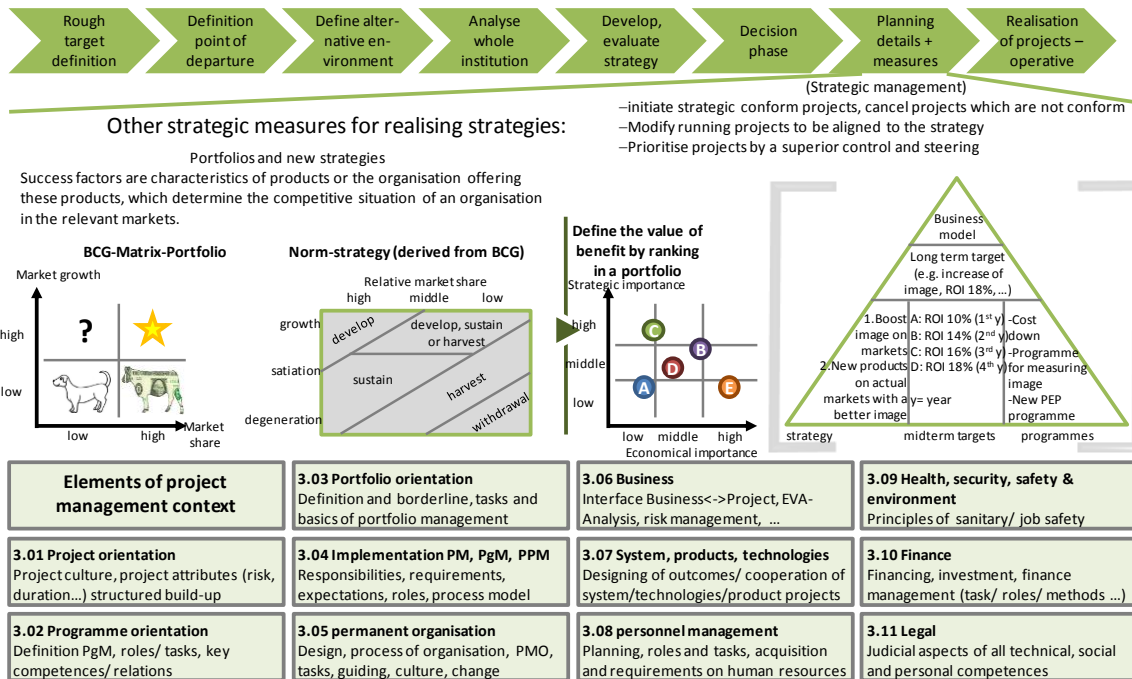 Rough
target
definition
Definition
point of
departure
Define alter-
native en-
vironment
Analyse
whole
institution
Develop,
evaluate
strategy
Decision
phase
Planning
details +
measures
Realisation
of projects –
operative
(Strategic management)
–initiate strategic conform projects, cancel projects which are not conform
–Modify running projects to be aligned to the strategy
–Prioritise projects by a superior control and steering
Other strategic measures for realising strategies:
Portfolios and new strategies
Success factors are characteristics of products or the organisation offering
these products, which determine the competitive situation of an organisation
in the relevant markets.
BCG-Matrix-Portfolio
Market growth
high
low
?
low
high
Market
share
Norm-strategy (derived from BCG)
Relative market share
high
middle
low
growth
satiation
degeneration
develop
develop, sustain
or harvest
sustain
harvest
withdrawal
Define the value of
benefit by ranking
in a portfolio
Strategic importance
high
middle
low
C
B
D
A
E
low
middle
high
Economical importance
Business
model
Long term target
(e.g. increase of
image, ROI 18%, ...)
1.Boost
image on
markets
2.New products
on actual
markets with a
better image
A: ROI 10% (1st y)
B: ROI 14% (2nd y)
C: ROI 16% (3rd y)
D: ROI 18% (4th y)
y= year
-Cost
down
-Programme
for measuring
image
-New PEP
programme
strategy
midterm targets
programmes
Elements of project
management context
3.01 Project orientation
Project culture, project attributes (risk,
duration...) structured build-up
3.02 Programme orientation
Definition PgM, roles/ tasks, key
competences/ relations
3.03 Portfolio orientation
Definition and borderline, tasks and
basics of portfolio management
3.04 Implementation PM, PgM, PPM
Responsibilities, requirements,
expectations, roles, process model
3.05 permanent organisation
Design, process of organisation, PMO,
tasks, guiding, culture, change
3.06 Business
Interface Business<->Project, EVA-
Analysis, risk management, ...
3.07 System, products, technologies
Designing of outcomes/ cooperation of
system/technologies/product projects
3.08 personnel management
Planning, roles and tasks, acquisition
and requirements on human resources
3.09 Health, security, safety &
environment
Principles of sanitary/ job safety
3.10 Finance
Financing, investment, finance
management (task/ roles/ methods ...)
3.11 Legal
Judicial aspects of all technical, social
and personal competences